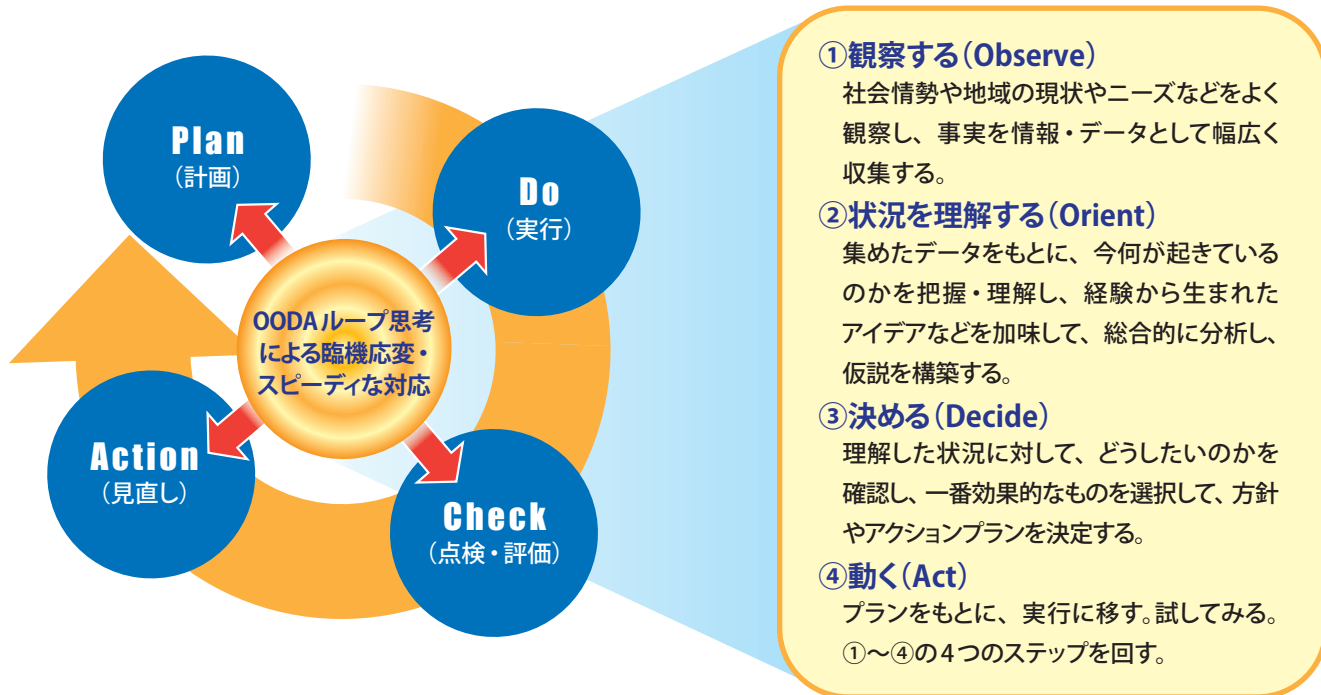 Plan
（計画）
Do
（実行）
OODAループ思考
による臨機応変・
スピーディな対応
Action
（見直し）
Check
（点検・評価）
①観察する（Observe）
社会情勢や地域の現状やニーズなどをよく
観察し、事実を情報・データとして幅広く
収集する。
②状況を理解する（Orient）
集めたデータをもとに、今何が起きている
のかを把握・理解し、経験から生まれた
アイデアなどを加味して、総合的に分析し、
仮説を構築する。
③決める（Decide）
理解した状況に対して、どうしたいのかを
確認し、一番効果的なものを選択して、方針
やアクションプランを決定する。
④動く（Act）
プランをもとに、実行に移す。試してみる。
①～④の4つのステップを回す。